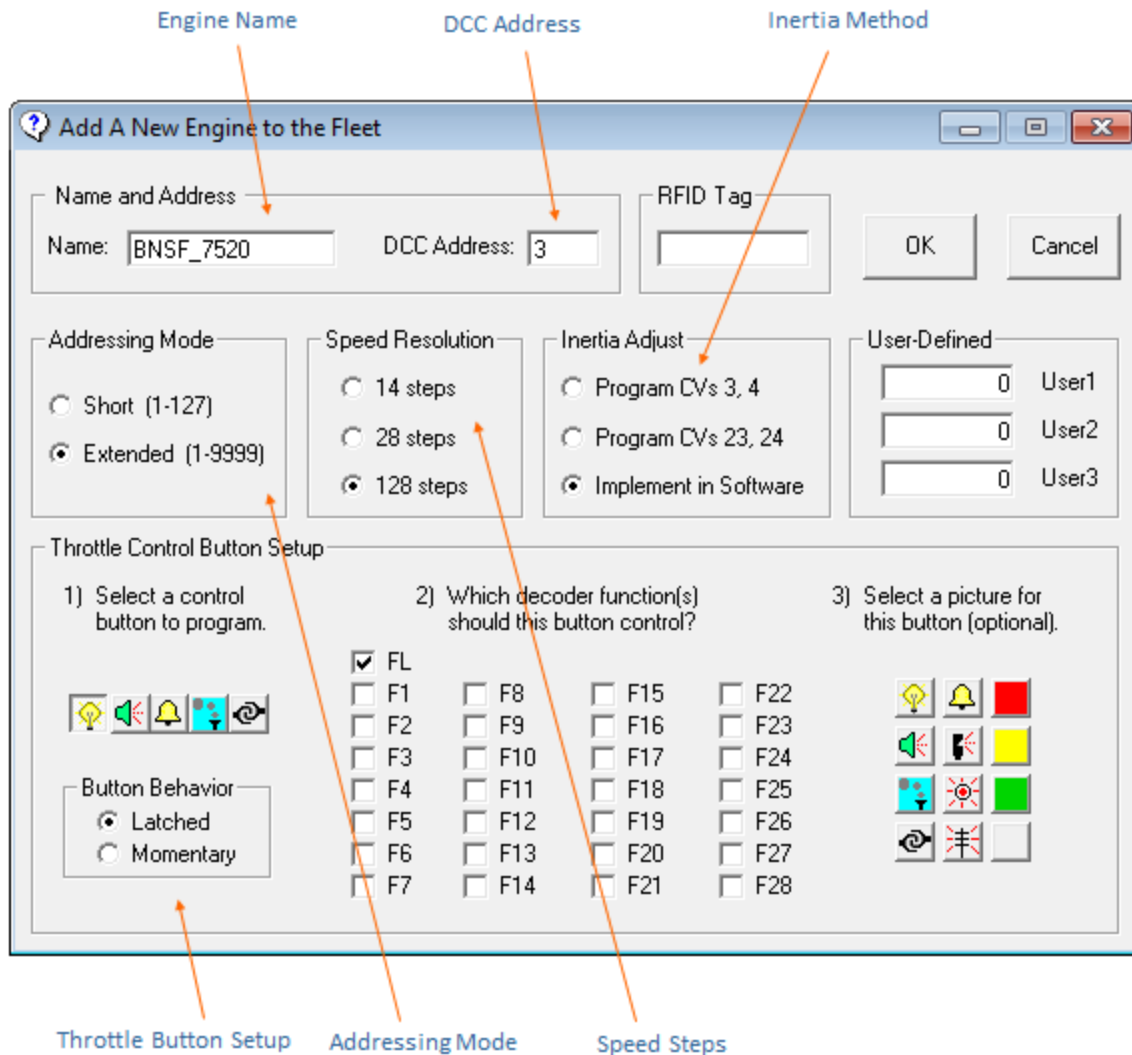 Engine Name DCC Address Inertia Method
Add A New Engine to the Fleet
Name and Address RFID Tag
Name: BNSF_7520 DCC Address: 3 OK Cancel
Addressing Mode Speed Resolution Inertia Adjust User-Defined
14 steps Program CVs 3, 4 0 User1
Short (1-127)
28 steps Program CVs 23, 24 0 User2
Extended (1-9999)
128 steps Implement in Software 0 User3
Throttle Control Button Setup
1) Select a control 2) Which decoder function(s) 3) Select a picture for
button to program. should this button control? this button (optional).
FL
F1 F8 F15 F22
F2 F9 F16 F23
F3 F10 F17 F24
Button Behavior F4 F11 F18 F25
Latched F5 F12 F19 F26
Momentary F6 F13 F20 F27
F7 F14 F21 F28
Throttle Button Setup Addressing Mode Speed Steps